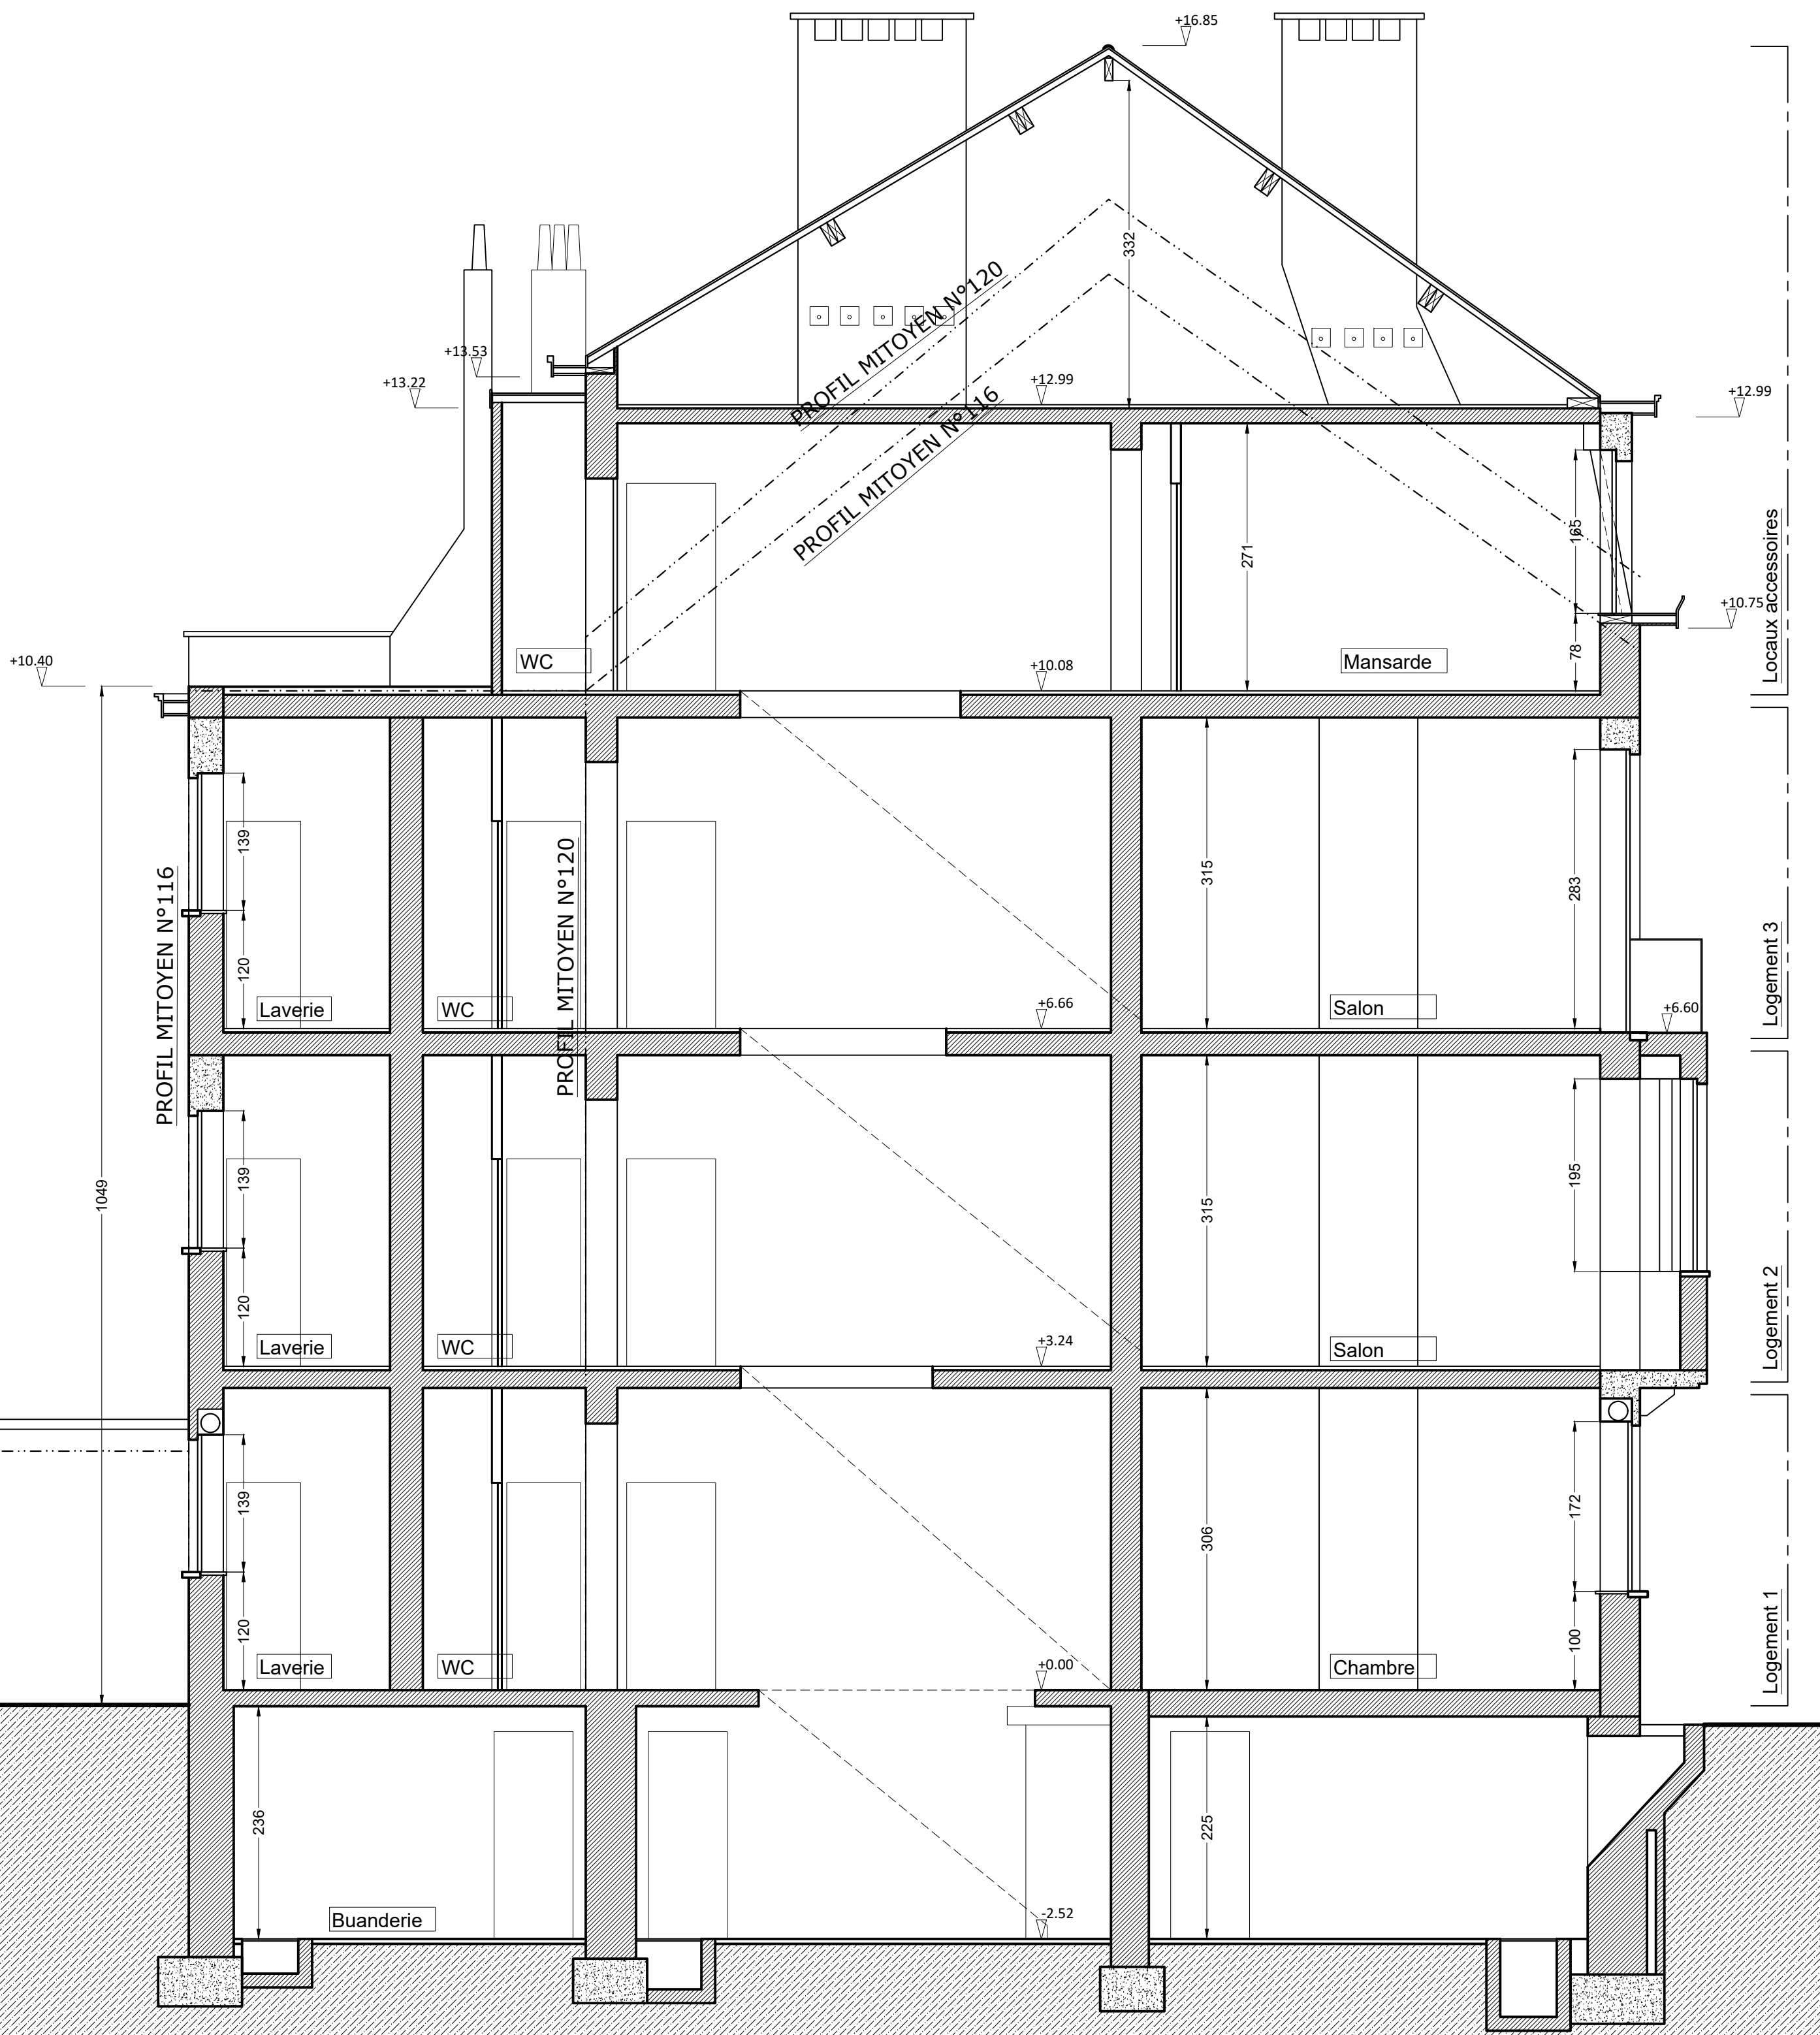 +16.85
332
PROFIL MITOYEN N°120
+13.53
+13.22
+12.99
+12.99
PROFIL MITOYEN N°116
271
165
Locaux accessoires
+10.75
+10.40
WC
+10.08
Mansarde
78
139
315
283
PROFIL MITOYEN N°116
PROFIL MITOYEN N°120
120
Laverie
WC
+6.66
Salon
+6.60
Logement 3
1049
139
315
195
120
Laverie
WC
+3.24
Salon
Logement 2
139
306
172
120
Laverie
WC
+0.00
Chambre
100
Logement 1
236
225
Buanderie
-2.52